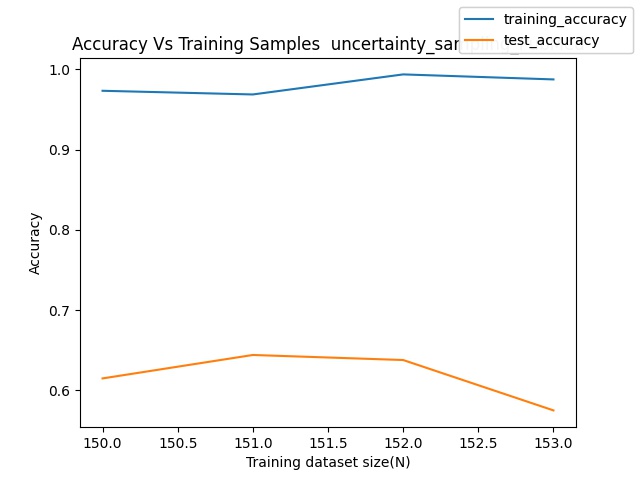 training_accuracy
test_accuracy
Accuracy Vs Training Samples uncertainty_sampling_
1.0
0.9
0.8
0.7
0.6
Accuracy
150.0 150.5 151.0 151.5 152.0 152.5 153.0
Training dataset size(N)